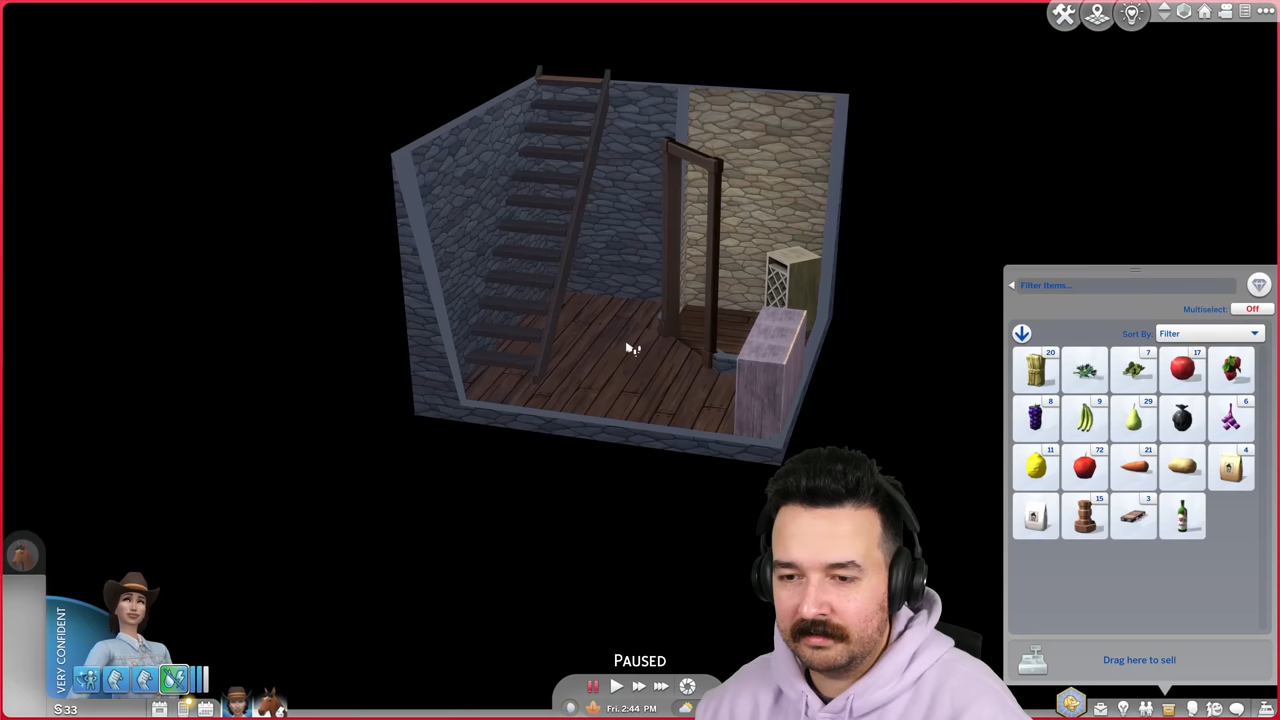 Filter Items...
Multiselect: Off
Sort By: Filter
20
7
17
8
9
29
6
11
72
21
4
15
3
Drag here to sell
VERY CONFIDENT
PAUSED
§33
Fri. 2:44 PM